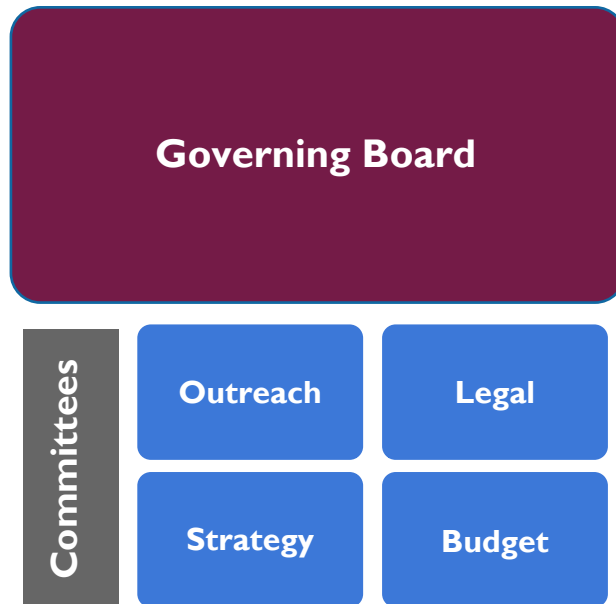 Governing Board
Committees
Outreach
Legal
Strategy
Budget